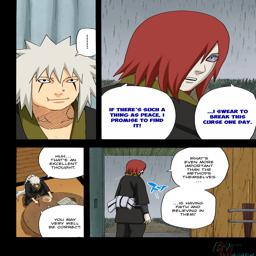 ..........
IF THERE'S SUCH A
THING AS PEACE, I
PROMISE TO FIND
IT!
...I SWEAR TO
BREAK THIS
CURSE ONE DAY.
HUH...
...THAT'S AN
EXCELLENT
THOUGHT.
YOU MAY
VERY WELL
BE CORRECT.
WHAT'S
EVEN MORE
IMPORTANT
THAN THE
METHODS
THEMSELVES
...
...IS HAVING
FAITH AND
BELIEVING IN
THEM!